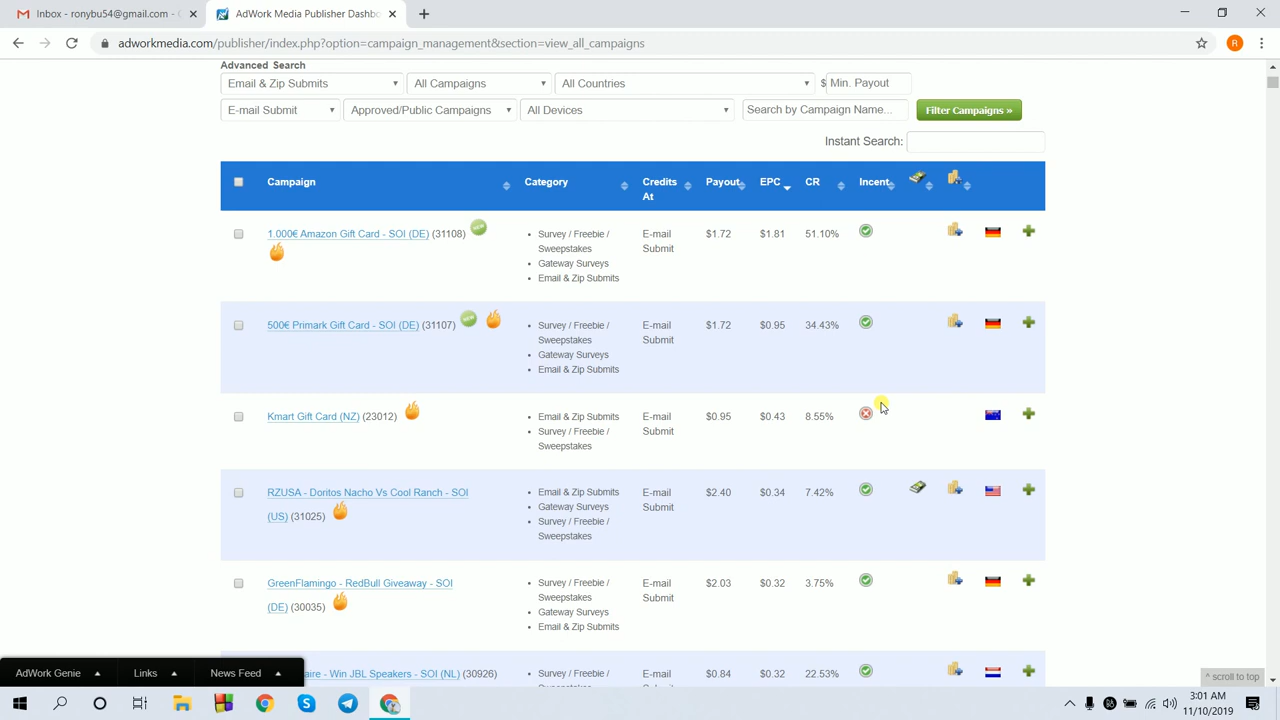 Inbox - ronybu54@gmail.com -
AdWork Media Publisher Dashbo
adworkmedia.com/publisher/index.php?option=campaign_management&section=view_all_campaigns
R
Advanced Search
Email & Zip Submits
All Campaigns
All Countries
$ Min. Payout
E-mail Submit
Approved/Public Campaigns
All Devices
Search by Campaign Name...
Filter Campaigns »
Instant Search:
Campaign
Category
Credits
At
Payout
EPC
CR
Incent
1.000€ Amazon Gift Card - SOI (DE) (31108)
NEW
Survey / Freebie /
Sweepstakes
Gateway Surveys
Email & Zip Submits
E-mail
Submit
$1.72
$1.81
51.10%
500€ Primark Gift Card - SOI (DE) (31107)
NEW
Survey / Freebie /
Sweepstakes
Gateway Surveys
Email & Zip Submits
E-mail
Submit
$1.72
$0.95
34.43%
Kmart Gift Card (NZ) (23012)
Email & Zip Submits
Survey / Freebie /
Sweepstakes
E-mail
Submit
$0.95
$0.43
8.55%
RZUSA - Doritos Nacho Vs Cool Ranch - SOI
(US) (31025)
Email & Zip Submits
Gateway Surveys
Survey / Freebie /
Sweepstakes
E-mail
Submit
$2.40
$0.34
7.42%
GreenFlamingo - RedBull Giveaway - SOI
(DE) (30035)
Survey / Freebie /
Sweepstakes
Gateway Surveys
Email & Zip Submits
E-mail
Submit
$2.03
$0.32
3.75%
aire - Win JBL Speakers - SOI (NL) (30926)
Survey / Freebie /
E-mail
$0.84
$0.32
22.53%
AdWork Genie
Links
News Feed
^ scroll to top
3:01 AM
11/10/2019